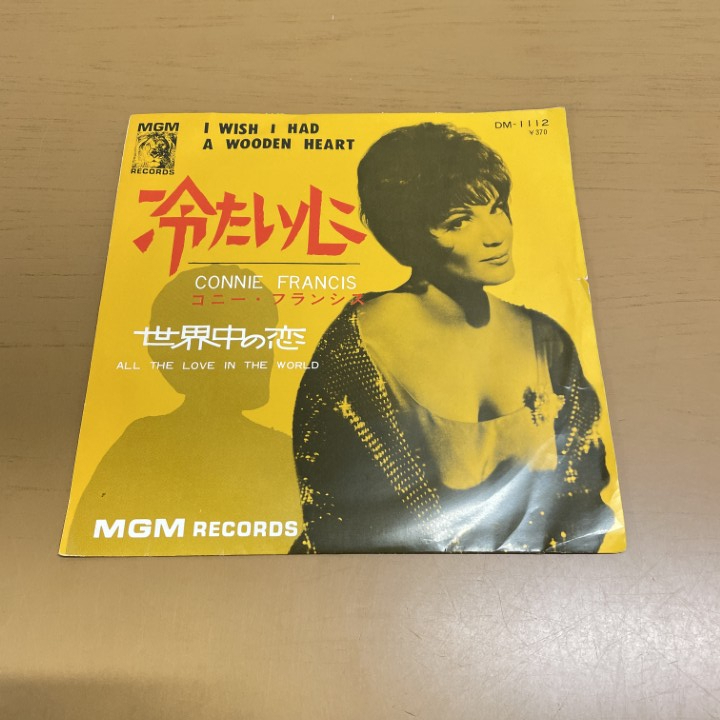 MGM
RECORDS
I WISH I HAD
A WOODEN HEART
DM-1112
¥370
冷たい心
CONNIE FRANCIS
コニー・フランシス
世界中の恋
ALL THE LOVE IN THE WORLD
MGM RECORDS